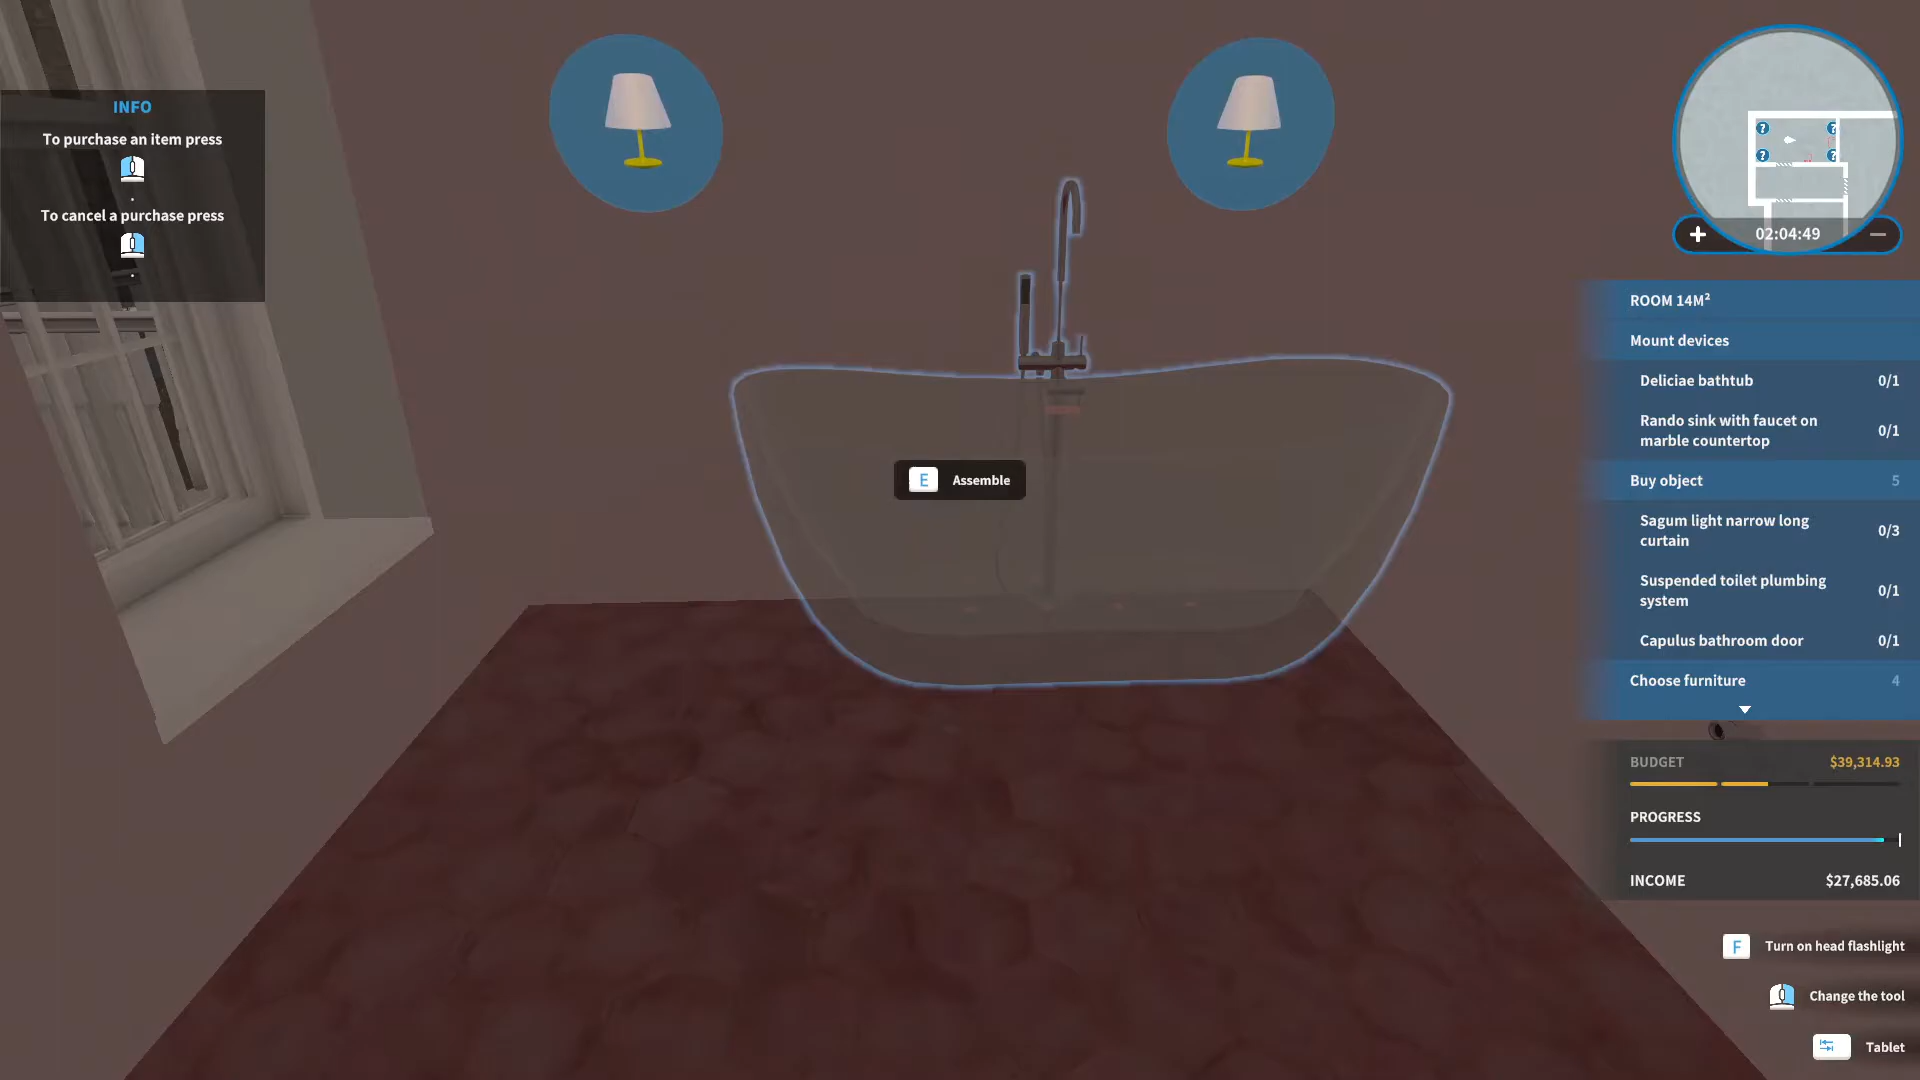 INFO
To purchase an item press
.
To cancel a purchase press
.
E Assemble
? ?
? ?
+ 02:04:49 —
ROOM 14M²
Mount devices
Deliciae bathtub 0/1
Rando sink with faucet on
marble countertop 0/1
Buy object 5
Sagum light narrow long
curtain 0/3
Suspended toilet plumbing
system 0/1
Capulus bathroom door 0/1
Choose furniture 4
BUDGET $39,314.93
PROGRESS
INCOME $27,685.06
F Turn on head flashlight
Change the tool
Tablet